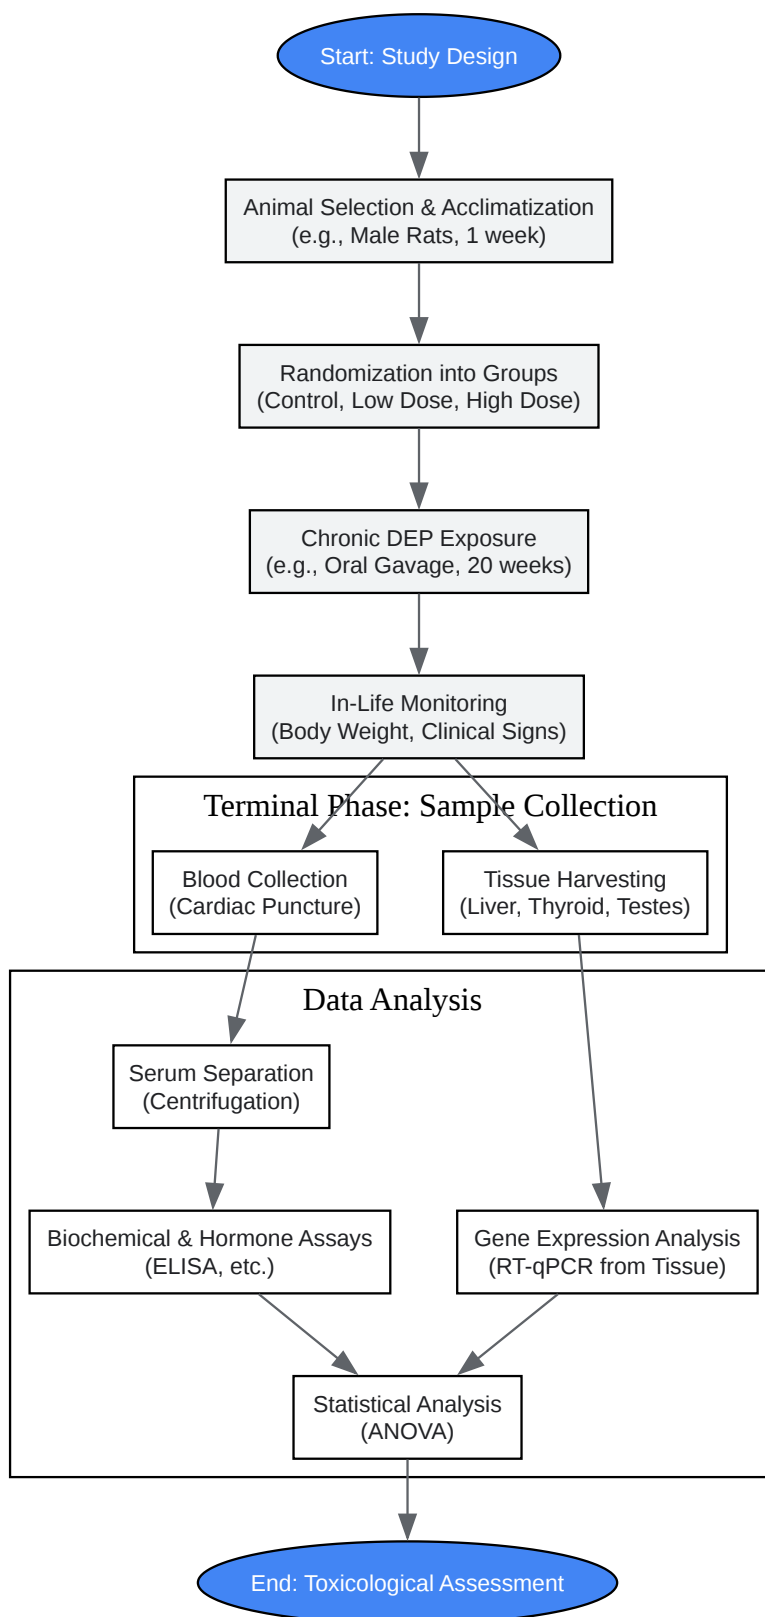 Start: Study Design
Animal Selection & Acclimatization
(e.g., Male Rats, 1 week)
Randomization into Groups
(Control, Low Dose, High Dose)
Chronic DEP Exposure
(e.g., Oral Gavage, 20 weeks)
In-Life Monitoring
(Body Weight, Clinical Signs)
Terminal Phase: Sample Collection
Blood Collection
(Cardiac Puncture)
Tissue Harvesting
(Liver, Thyroid, Testes)
Data Analysis
Serum Separation
(Centrifugation)
Biochemical & Hormone Assays
(ELISA, etc.)
Gene Expression Analysis
(RT-qPCR from Tissue)
Statistical Analysis
(ANOVA)
End: Toxicological Assessment